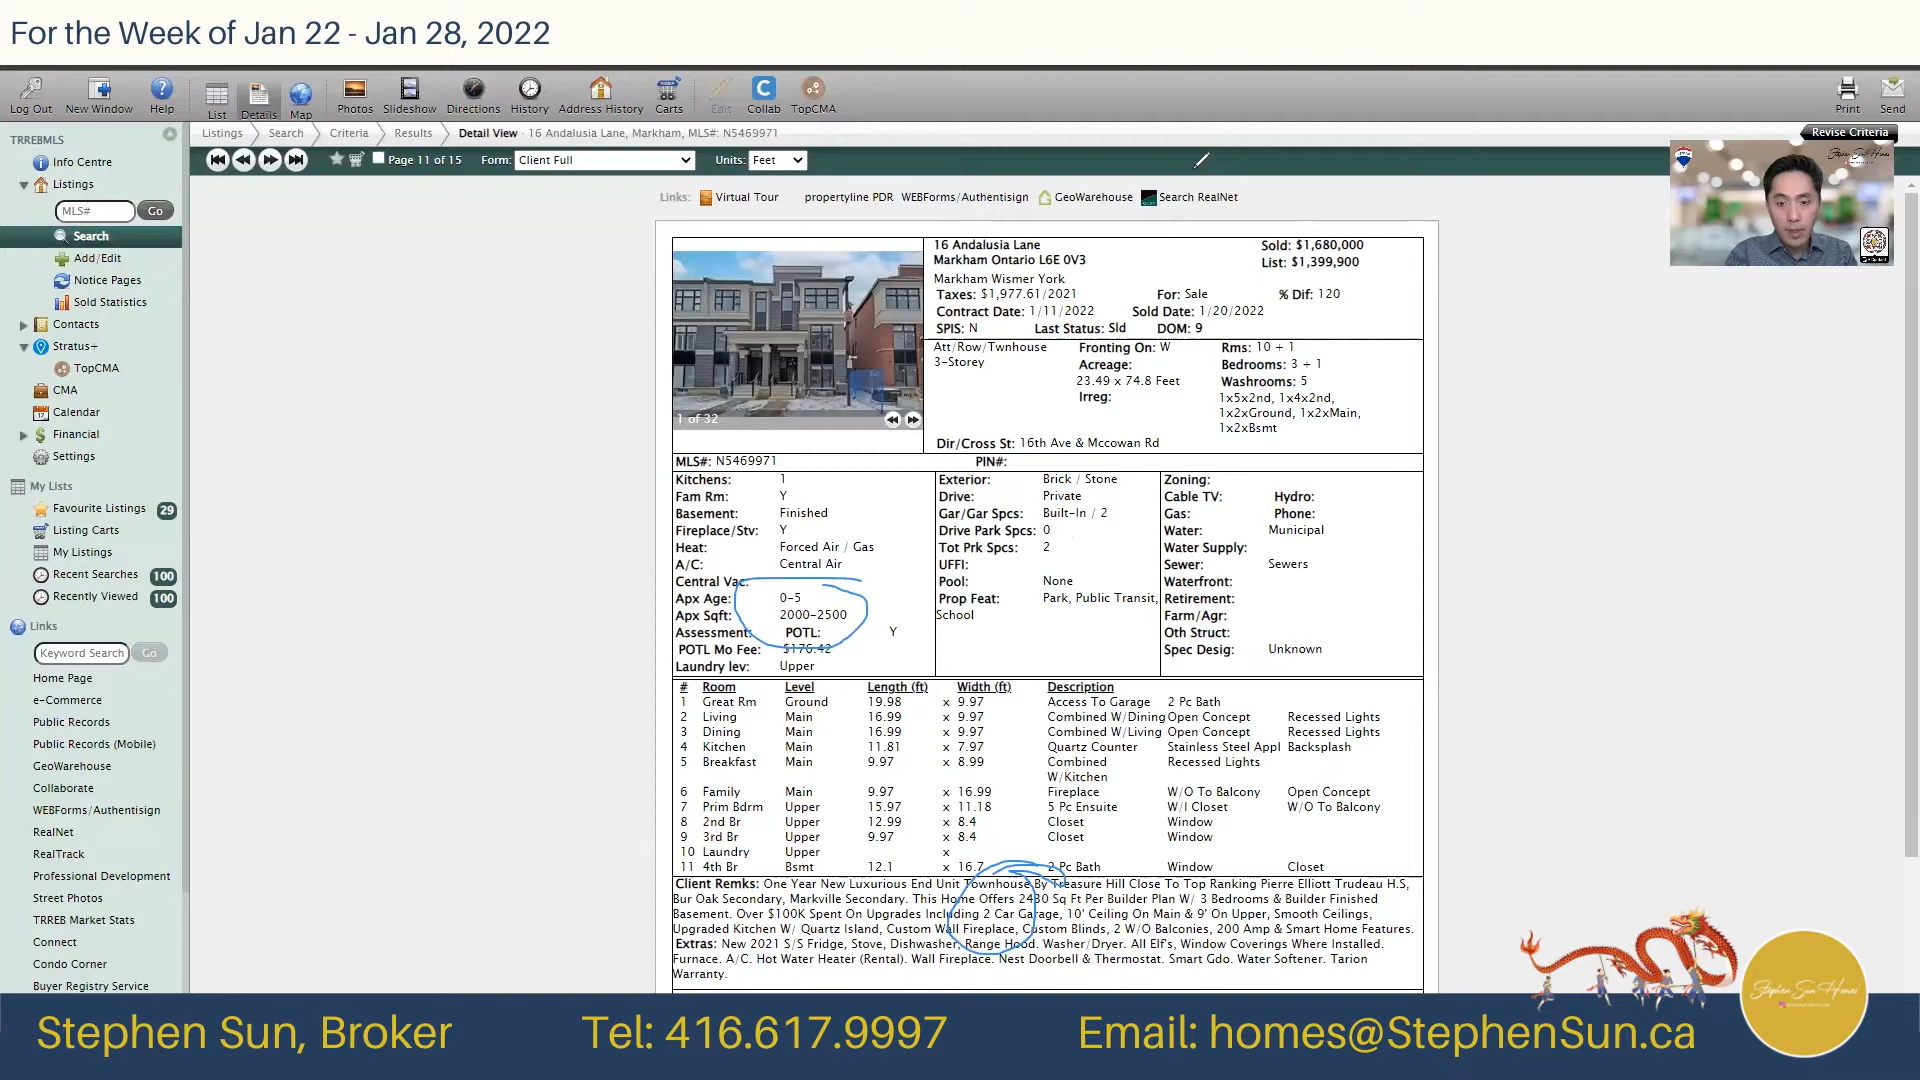 For the Week of Jan 22 - Jan 28, 2022
Log Out New Window Help List Details Map Photos Slideshow Directions History Address History Carts Edit Collab TopCMA Print Send
TRREBMLS
Info Centre
Listings
MLS# Go
Search
Add/Edit
Notice Pages
Sold Statistics
Contacts
Stratus+
TopCMA
CMA
Calendar
Financial
Settings
My Lists
Favourite Listings 29
Listing Carts
My Listings
Recent Searches 100
Recently Viewed 100
Links
Keyword Search Go
Home Page
e-Commerce
Public Records
Public Records (Mobile)
GeoWarehouse
Collaborate
WEBForms/Authentisign
RealNet
RealTrack
Professional Development
Street Photos
TRREB Market Stats
Connect
Condo Corner
Buyer Registry Service
Listings Search Criteria Results Detail View - 16 Andalusia Lane, Markham, MLS#: N5469971
Revise Criteria
Page 11 of 15 Form: Client Full Units: Feet
Links: Virtual Tour propertyline PDR WEBForms/Authentisign GeoWarehouse Search RealNet
Stephen Sun Homes
1 of 32
16 Andalusia Lane Sold: $1,680,000
Markham Ontario L6E 0V3 List: $1,399,900
Markham Wismer York
Taxes: $1,977.61/2021 For: Sale % Dif: 120
Contract Date: 1/11/2022 Sold Date: 1/20/2022
SPIS: N Last Status: Sld DOM: 9
Att/Row/Twnhouse Fronting On: W Rms: 10 + 1
3-Storey Acreage: Bedrooms: 3 + 1
23.49 x 74.8 Feet Washrooms: 5
Irreg: 1x5x2nd, 1x4x2nd,
1x2xGround, 1x2xMain,
1x2xBsmt
Dir/Cross St: 16th Ave & Mccowan Rd
MLS#: N5469971 PIN#:
Kitchens: 1 Exterior: Brick / Stone Zoning:
Fam Rm: Y Drive: Private Cable TV: Hydro:
Basement: Finished Gar/Gar Spcs: Built-In / 2 Gas: Phone:
Fireplace/Stv: Y Drive Park Spcs: 0 Water: Municipal
Heat: Forced Air / Gas Tot Prk Spcs: 2 Water Supply:
A/C: Central Air UFFI: Sewer: Sewers
Central Vac: Pool: None Waterfront:
Apx Age: 0-5 Prop Feat: Park, Public Transit, Retirement:
Apx Sqft: 2000-2500 School Farm/Agr:
Assessment: POTL: Y Oth Struct:
POTL Mo Fee: $176.42 Spec Desig: Unknown
Laundry lev: Upper
# Room Level Length (ft) Width (ft) Description
1 Great Rm Ground 19.98 x 9.97 Access To Garage 2 Pc Bath
2 Living Main 16.99 x 9.97 Combined W/Dining Open Concept Recessed Lights
3 Dining Main 16.99 x 9.97 Combined W/Living Open Concept Recessed Lights
4 Kitchen Main 11.81 x 7.97 Quartz Counter Stainless Steel Appl Backsplash
5 Breakfast Main 9.97 x 8.99 Combined Recessed Lights
W/Kitchen
6 Family Main 9.97 x 16.99 Fireplace W/O To Balcony Open Concept
7 Prim Bdrm Upper 15.97 x 11.18 5 Pc Ensuite W/I Closet W/O To Balcony
8 2nd Br Upper 12.99 x 8.4 Closet Window
9 3rd Br Upper 9.97 x 8.4 Closet Window
10 Laundry Upper x
11 4th Br Bsmt 12.1 x 16.7 2 Pc Bath Window Closet
Client Remks: One Year New Luxurious End Unit Townhouse By Treasure Hill Close To Top Ranking Pierre Elliott Trudeau H.S,
Bur Oak Secondary, Markville Secondary. This Home Offers 2430 Sq Ft Per Builder Plan W/ 3 Bedrooms & Builder Finished
Basement. Over $100K Spent On Upgrades Including 2 Car Garage, 10' Ceiling On Main & 9' On Upper, Smooth Ceilings,
Upgraded Kitchen W/ Quartz Island, Custom Wall Fireplace, Custom Blinds, 2 W/O Balconies, 200 Amp & Smart Home Features.
Extras: New 2021 S/S Fridge, Stove, Dishwasher, Range Hood. Washer/Dryer. All Elf's, Window Coverings Where Installed.
Furnace. A/C. Hot Water Heater (Rental). Wall Fireplace. Nest Doorbell & Thermostat. Smart Gdo. Water Softener. Tarion
Warranty.
Stephen Sun Homes
Stephen Sun, Broker Tel: 416.617.9997 Email: homes@StephenSun.ca